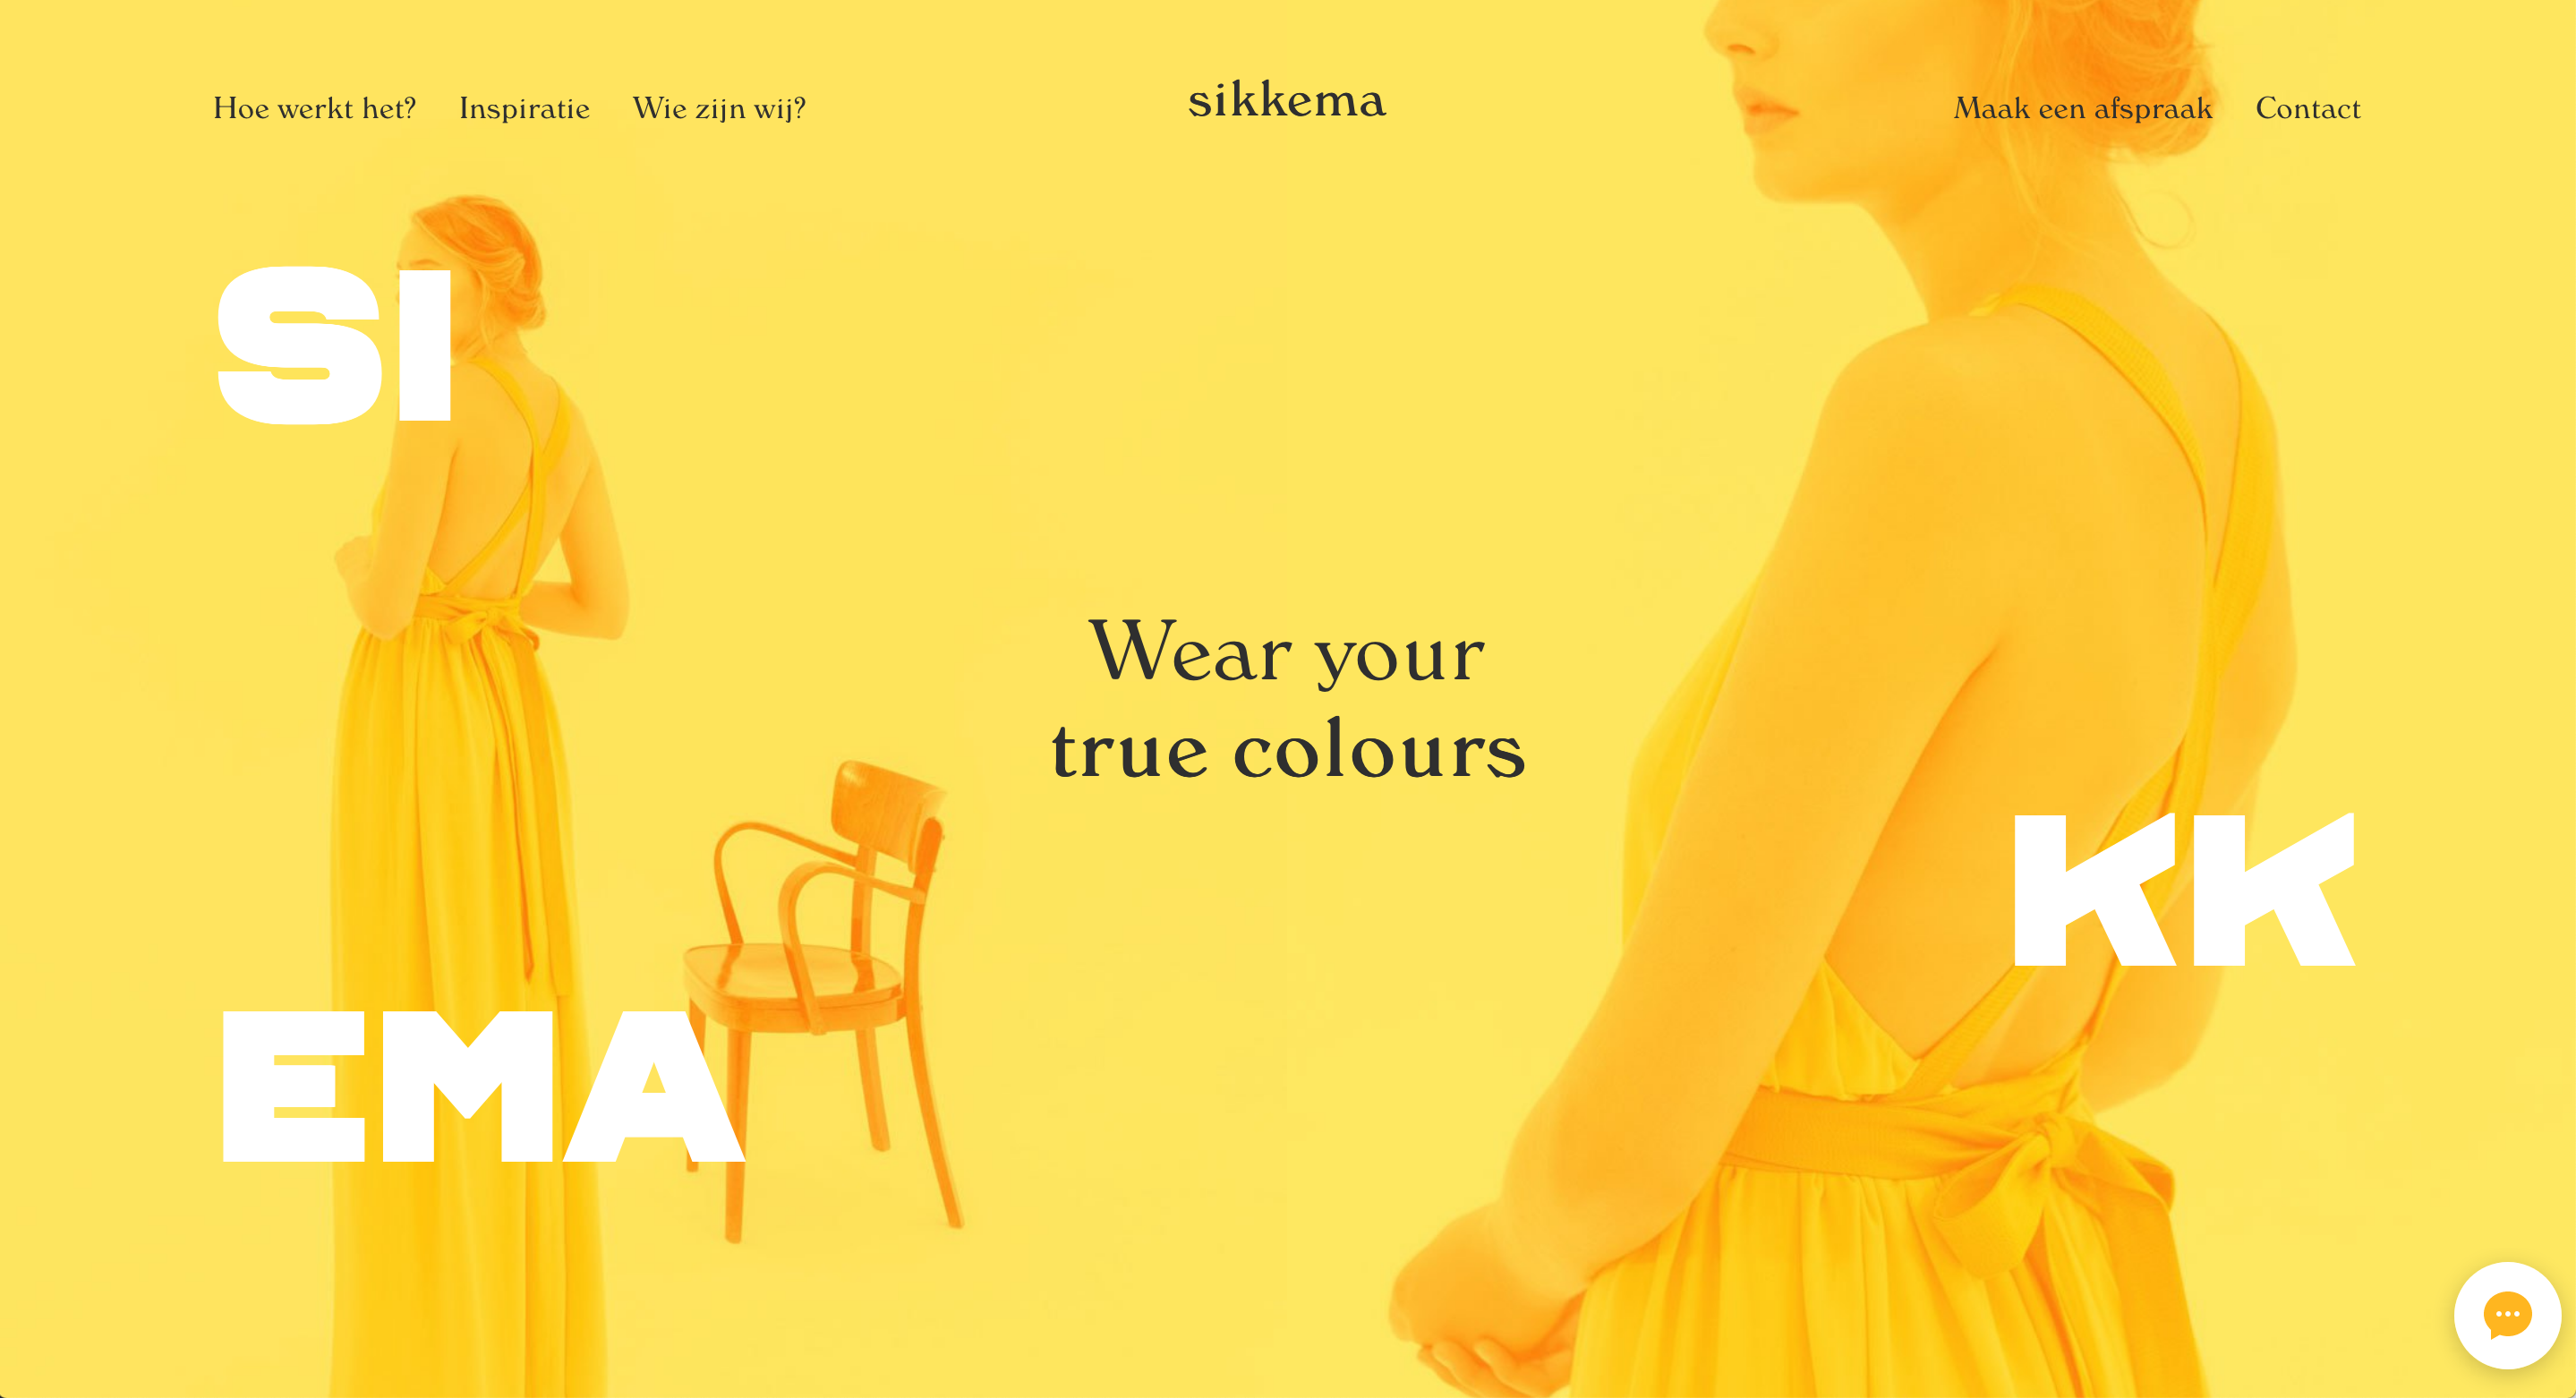 Hoe werkt het? Inspiratie Wie zijn wij? sikkema Maak een afspraak Contact
SI
Wear your
true colours
KK
EMA